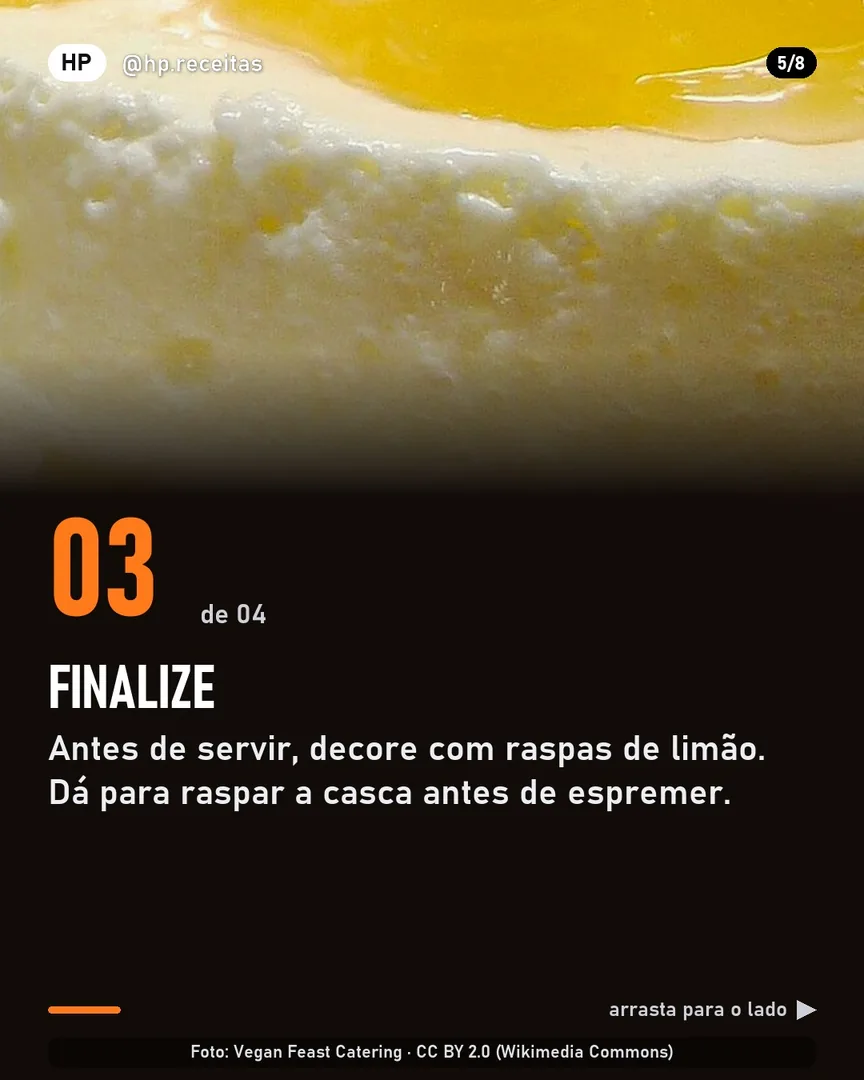 HP @hp.receitas 5/8
03 de 04
FINALIZE
Antes de servir, decore com raspas de limão.
Dá para raspar a casca antes de espremer.
arrasta para o lado ▶
Foto: Vegan Feast Catering · CC BY 2.0 (Wikimedia Commons)